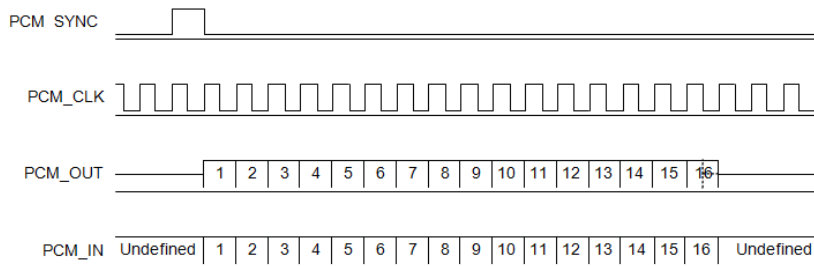 PCM SYNC
PCM_CLK
PCM_OUT 1 2 3 4 5 6 7 8 9 10 11 12 13 14 15 16
PCM_IN Undefined 1 2 3 4 5 6 7 8 9 10 11 12 13 14 15 16 Undefined